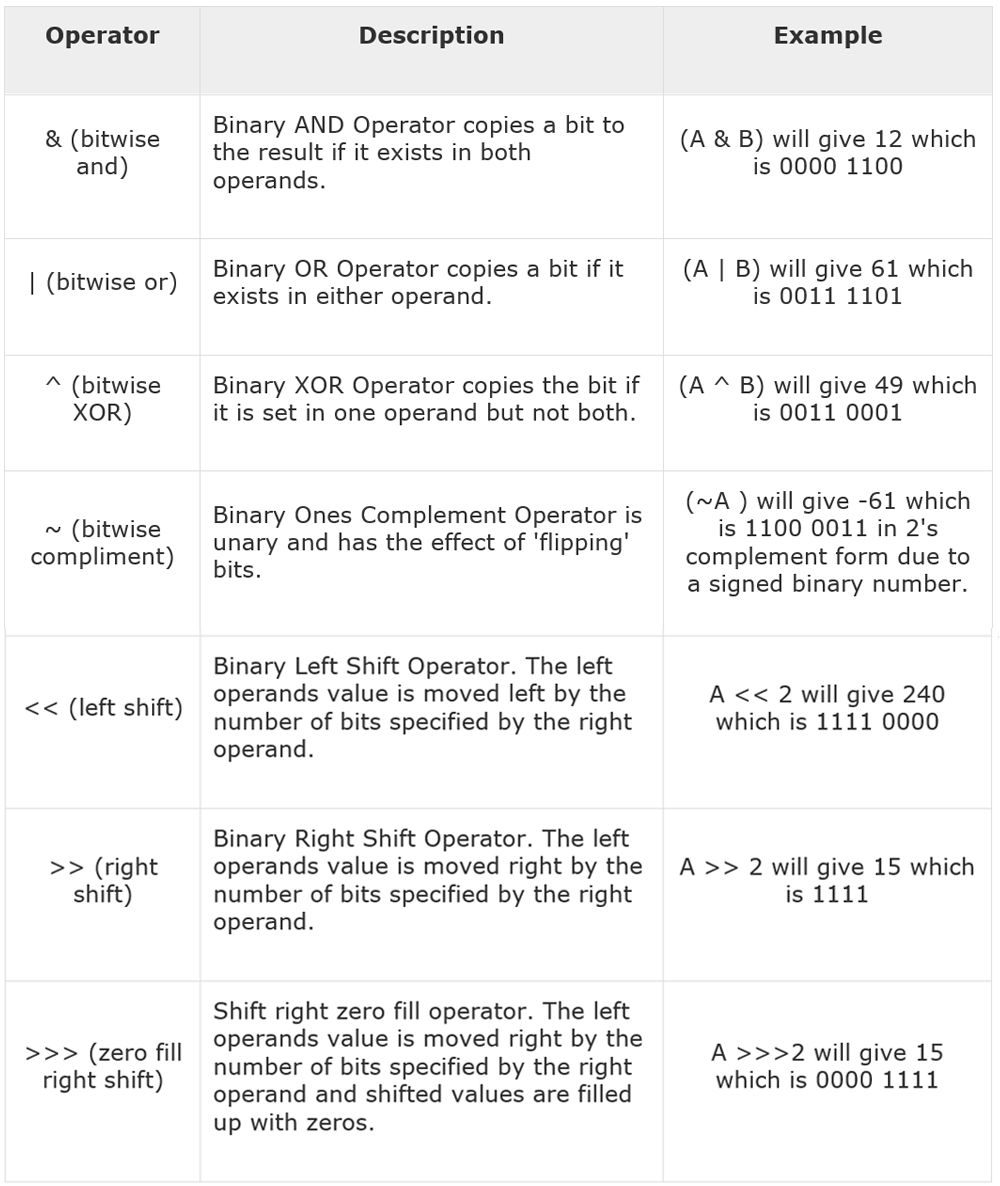 Operator
Description
Example
& (bitwise
and)
Binary AND Operator copies a bit to
the result if it exists in both
operands.
(A & B) will give 12 which
is 0000 1100
| (bitwise or)
Binary OR Operator copies a bit if it
exists in either operand.
(A | B) will give 61 which
is 0011 1101
^ (bitwise
XOR)
Binary XOR Operator copies the bit if
it is set in one operand but not both.
(A ^ B) will give 49 which
is 0011 0001
~ (bitwise
compliment)
Binary Ones Complement Operator is
unary and has the effect of 'flipping'
bits.
(~A ) will give -61 which
is 1100 0011 in 2's
complement form due to
a signed binary number.
<< (left shift)
Binary Left Shift Operator. The left
operands value is moved left by the
number of bits specified by the right
operand.
A << 2 will give 240
which is 1111 0000
>> (right
shift)
Binary Right Shift Operator. The left
operands value is moved right by the
number of bits specified by the right
operand.
A >> 2 will give 15 which
is 1111
>>> (zero fill
right shift)
Shift right zero fill operator. The left
operands value is moved right by the
number of bits specified by the right
operand and shifted values are filled
up with zeros.
A >>>2 will give 15
which is 0000 1111